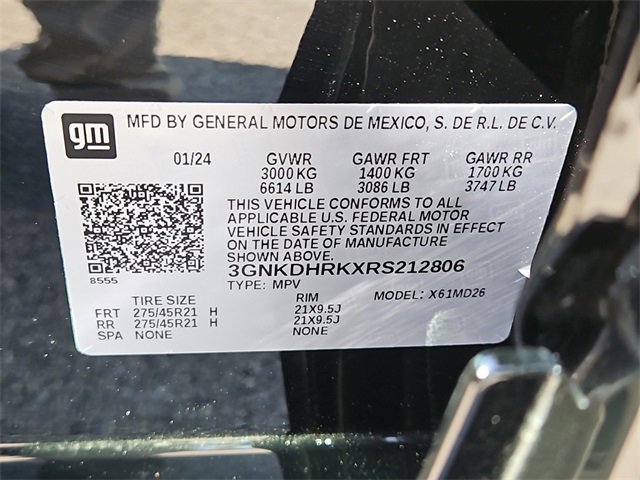 gm
MFD BY GENERAL MOTORS DE MEXICO, S. DE R.L. DE C.V.
01/24 GVWR GAWR FRT GAWR RR
3000 KG 1400 KG 1700 KG
6614 LB 3086 LB 3747 LB
THIS VEHICLE CONFORMS TO ALL
APPLICABLE U.S. FEDERAL MOTOR
VEHICLE SAFETY STANDARDS IN EFFECT
ON THE DATE OF MANUFACTURE
SHOWN ABOVE.
8555
3GNKDHRKXRS212806
TYPE: MPV MODEL: X61MD26
TIRE SIZE RIM
FRT 275/45R21 H 21X9.5J
RR 275/45R21 H 21X9.5J
SPA NONE NONE